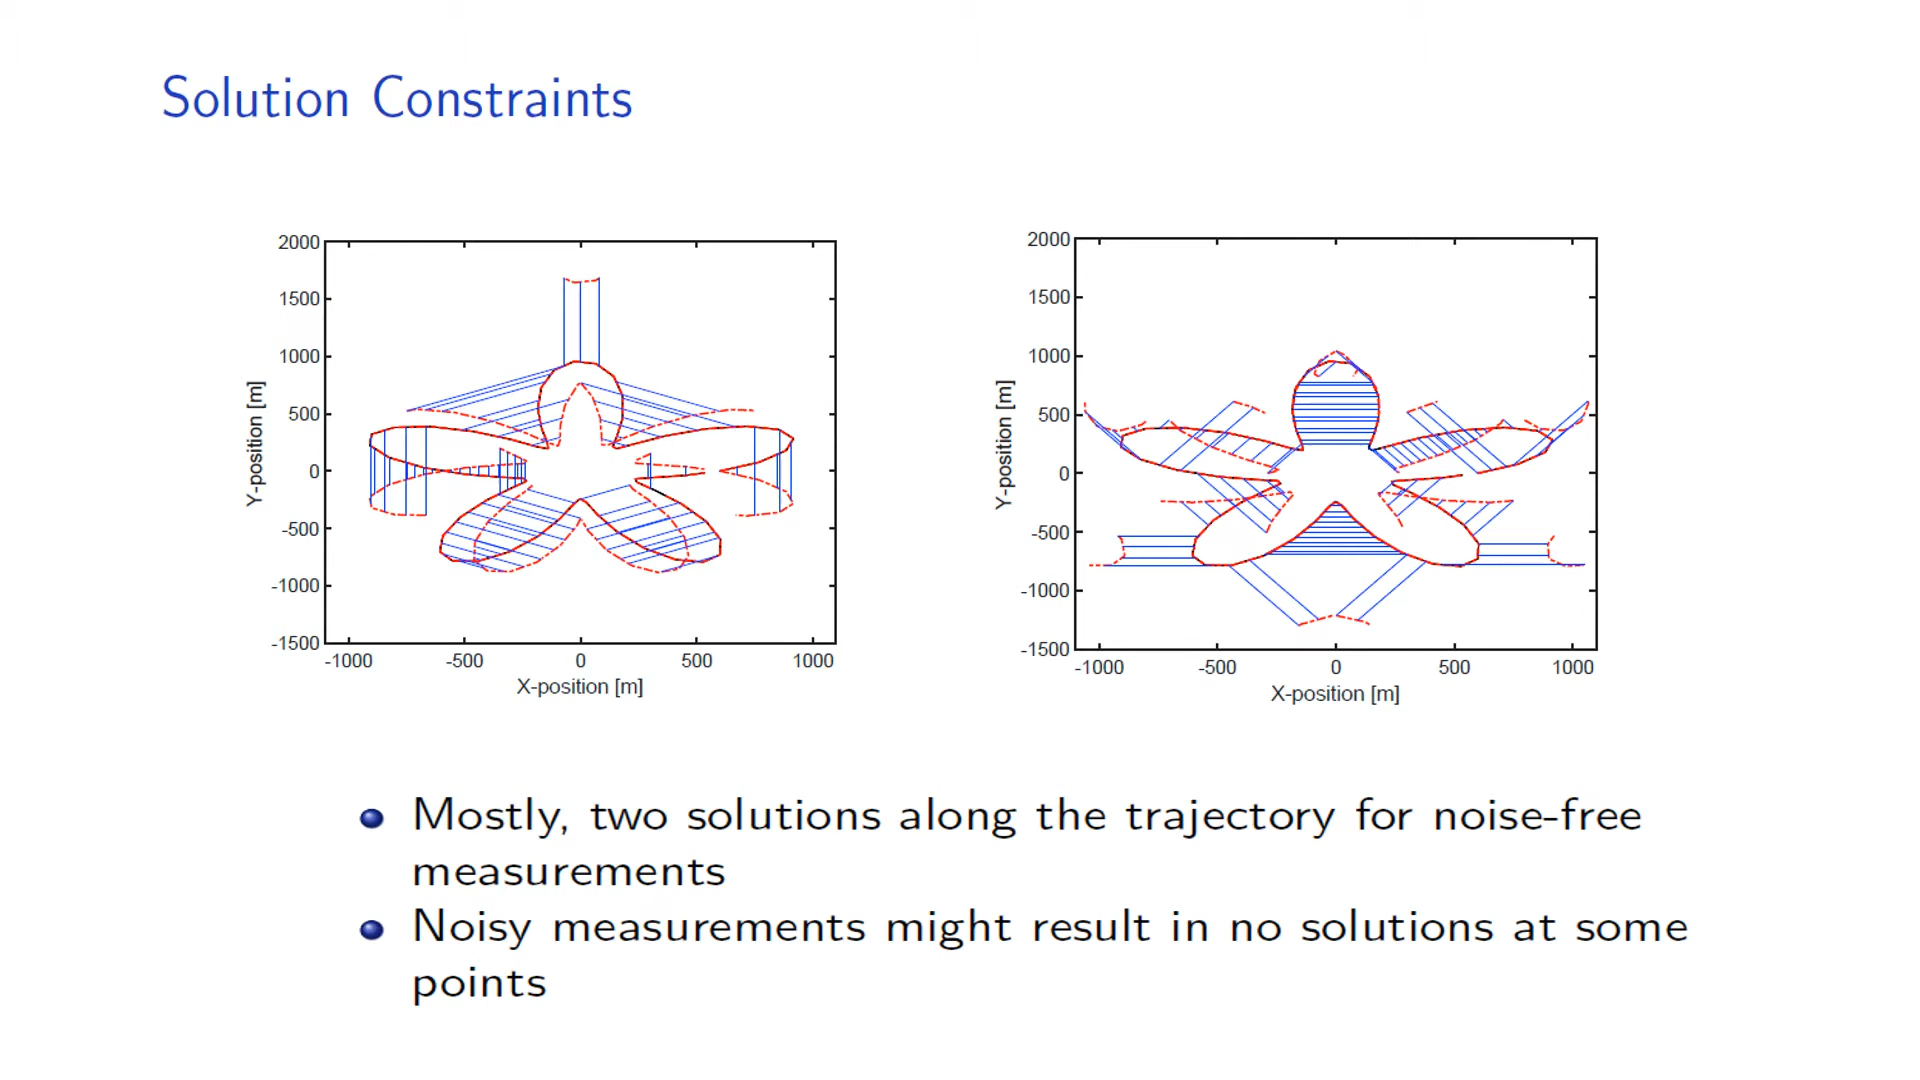 Solution Constraints
2000
1500
1000
500
0
-500
-1000
-1500
-1000 -500 0 500 1000
X-position [m]
Y-position [m]
2000
1500
1000
500
0
-500
-1000
-1500
-1000 -500 0 500 1000
X-position [m]
Y-position [m]
Mostly, two solutions along the trajectory for noise-free
measurements
Noisy measurements might result in no solutions at some
points